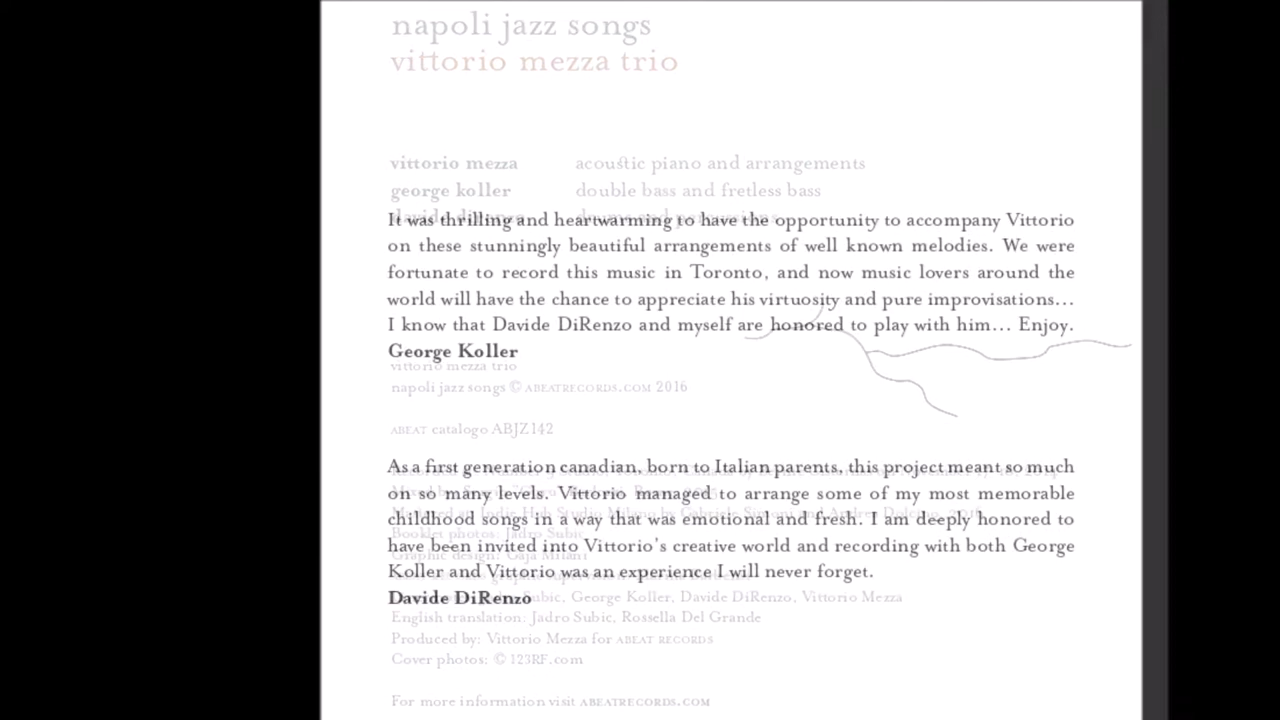 napoli jazz songs
vittorio mezza trio
vittorio mezza acoustic piano and arrangements
george koller double bass and fretless bass
It was thrilling and heartwarming to have the opportunity to accompany Vittorio
on these stunningly beautiful arrangements of well known melodies. We were
fortunate to record this music in Toronto, and now music lovers around the
world will have the chance to appreciate his virtuosity and pure improvisations...
I know that Davide DiRenzo and myself are honored to play with him... Enjoy.
George Koller
vittorio mezza trio
napoli jazz songs © ABEATRECORDS.COM 2016
ABEAT catalogo ABJZ142
As a first generation canadian, born to Italian parents, this project meant so much
on so many levels. Vittorio managed to arrange some of my most memorable
childhood songs in a way that was emotional and fresh. I am deeply honored to
Booklet photos: Jadro Subic
have been invited into Vittorio's creative world and recording with both George
Graphic design: Gaja Milani
Koller and Vittorio was an experience I will never forget.
Davide DiRenzo
Subic, George Koller, Davide DiRenzo, Vittorio Mezza
English translation: Jadro Subic, Rossella Del Grande
Produced by: Vittorio Mezza for ABEAT RECORDS
Cover photos: © 123RF.com
For more information visit ABEATRECORDS.COM